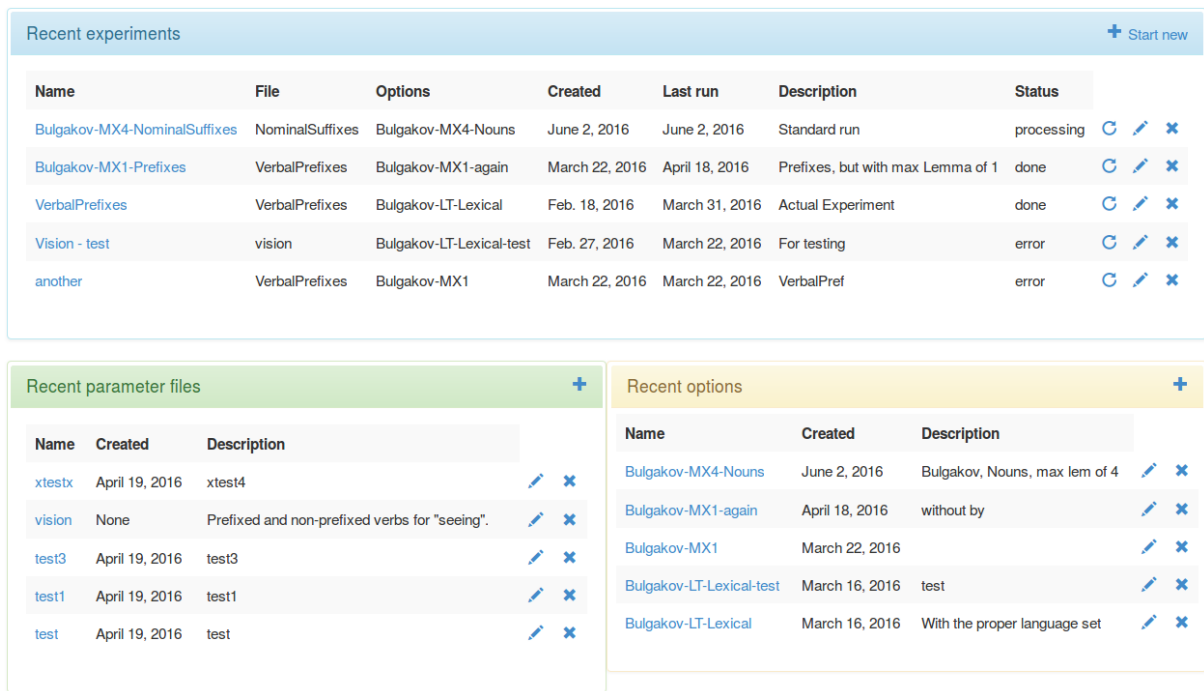 Recent experiments Start new
Name File Options Created Last run Description Status
Bulgakov-MX4-NominalSuffixes NominalSuffixes Bulgakov-MX4-Nouns June 2, 2016 June 2, 2016 Standard run processing
Bulgakov-MX1-Prefixes VerbalPrefixes Bulgakov-MX1-again March 22, 2016 April 18, 2016 Prefixes, but with max Lemma of 1 done
VerbalPrefixes VerbalPrefixes Bulgakov-LT-Lexical Feb. 18, 2016 March 31, 2016 Actual Experiment done
Vision - test vision Bulgakov-LT-Lexical-test Feb. 27, 2016 March 22, 2016 For testing error
another VerbalPrefixes Bulgakov-MX1 March 22, 2016 March 22, 2016 VerbalPref error
Recent parameter files
Name Created Description
xtestx April 19, 2016 xtest4
vision None Prefixed and non-prefixed verbs for "seeing".
test3 April 19, 2016 test3
test1 April 19, 2016 test1
test April 19, 2016 test
Recent options
Name Created Description
Bulgakov-MX4-Nouns June 2, 2016 Bulgakov, Nouns, max lem of 4
Bulgakov-MX1-again April 18, 2016 without by
Bulgakov-MX1 March 22, 2016
Bulgakov-LT-Lexical-test March 16, 2016 test
Bulgakov-LT-Lexical March 16, 2016 With the proper language set